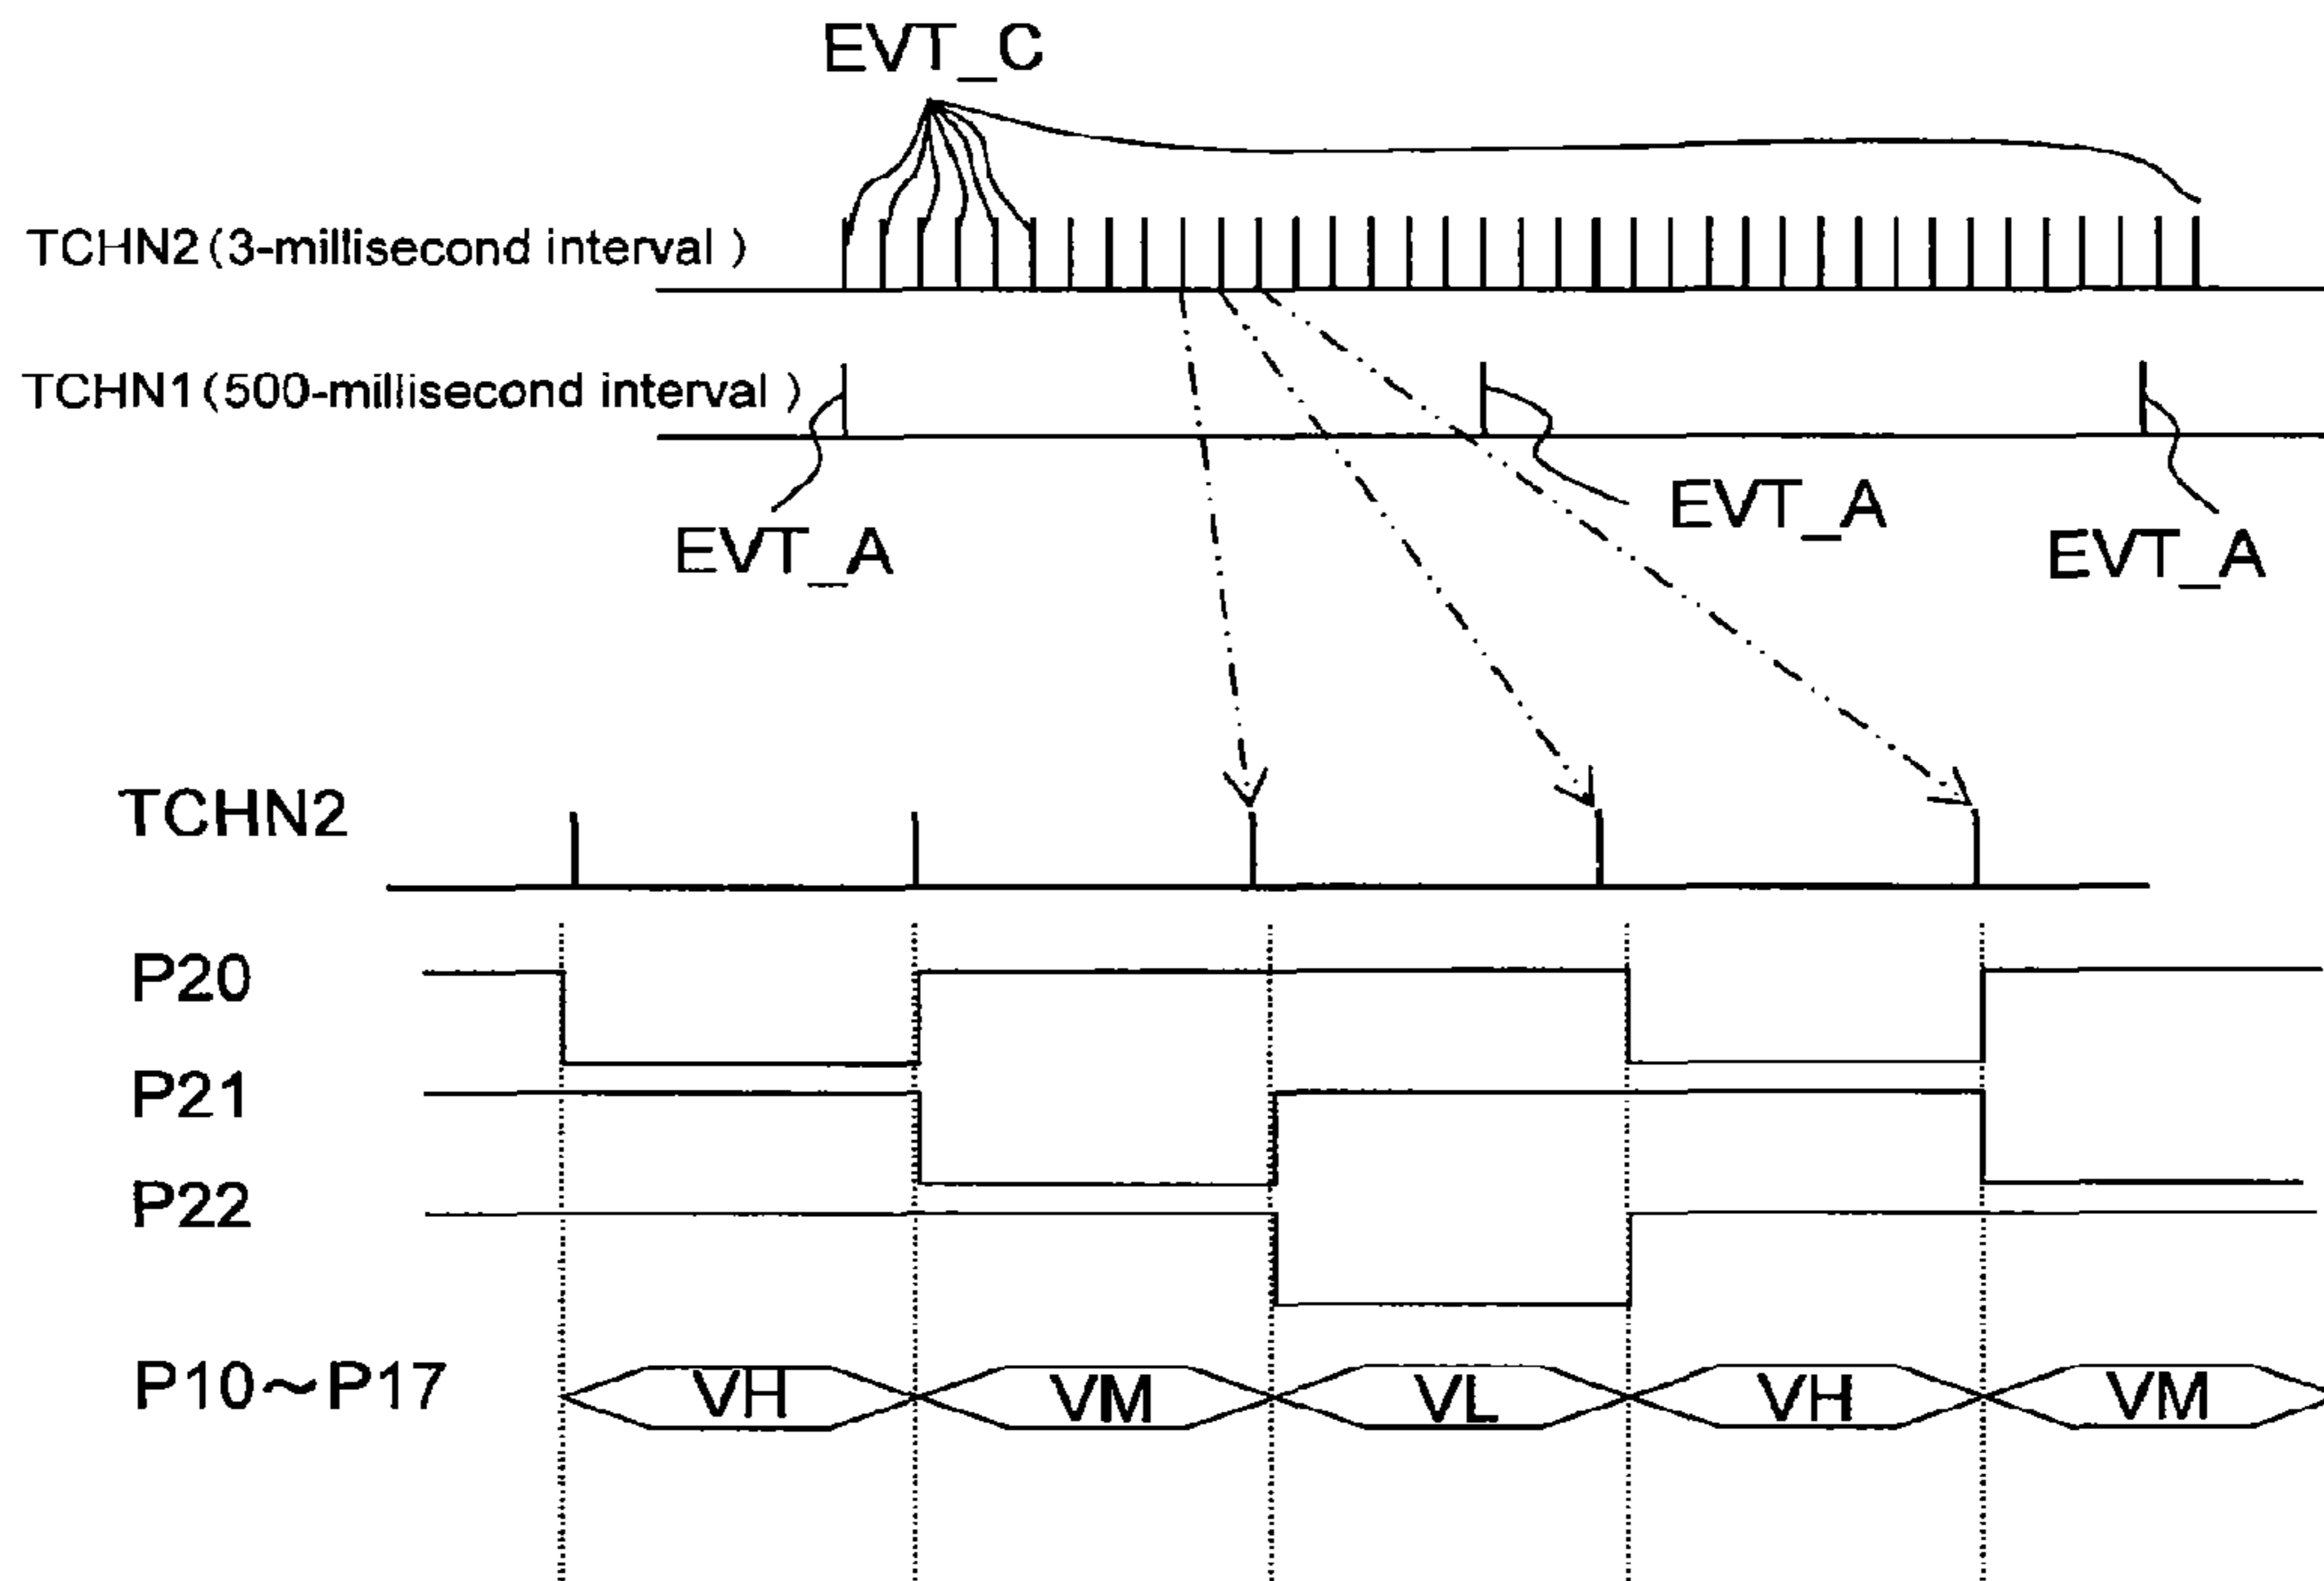 EVT_C
TCHN2(3-millisecond interval )
TCHN1(500-millisecond interval )
EVT_A
EVT_A
EVT_A
TCHN2
P20
P21
P22
P10～P17
VH
VM
VL
VH
VM